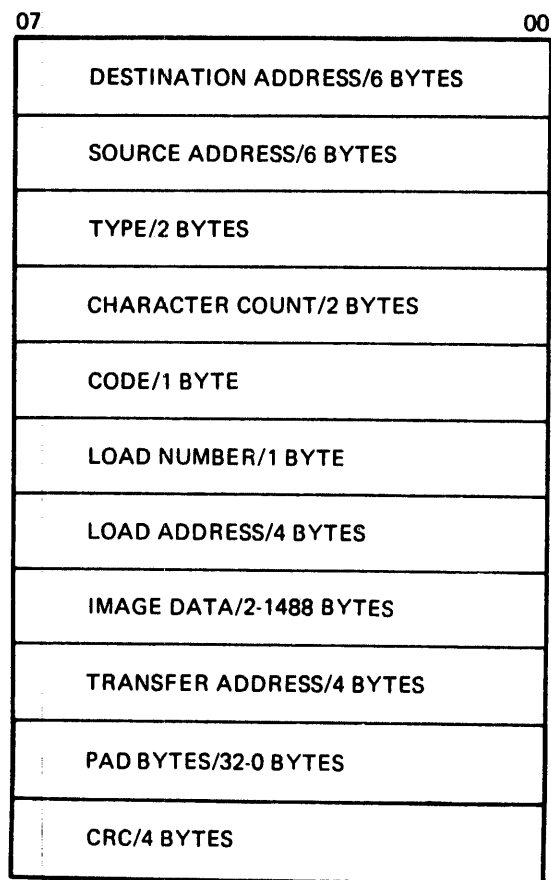 07 00
DESTINATION ADDRESS/6 BYTES
SOURCE ADDRESS/6 BYTES
TYPE/2 BYTES
CHARACTER COUNT/2 BYTES
CODE/1 BYTE
LOAD NUMBER/1 BYTE
LOAD ADDRESS/4 BYTES
IMAGE DATA/2-1488 BYTES
TRANSFER ADDRESS/4 BYTES
PAD BYTES/32-0 BYTES
CRC/4 BYTES